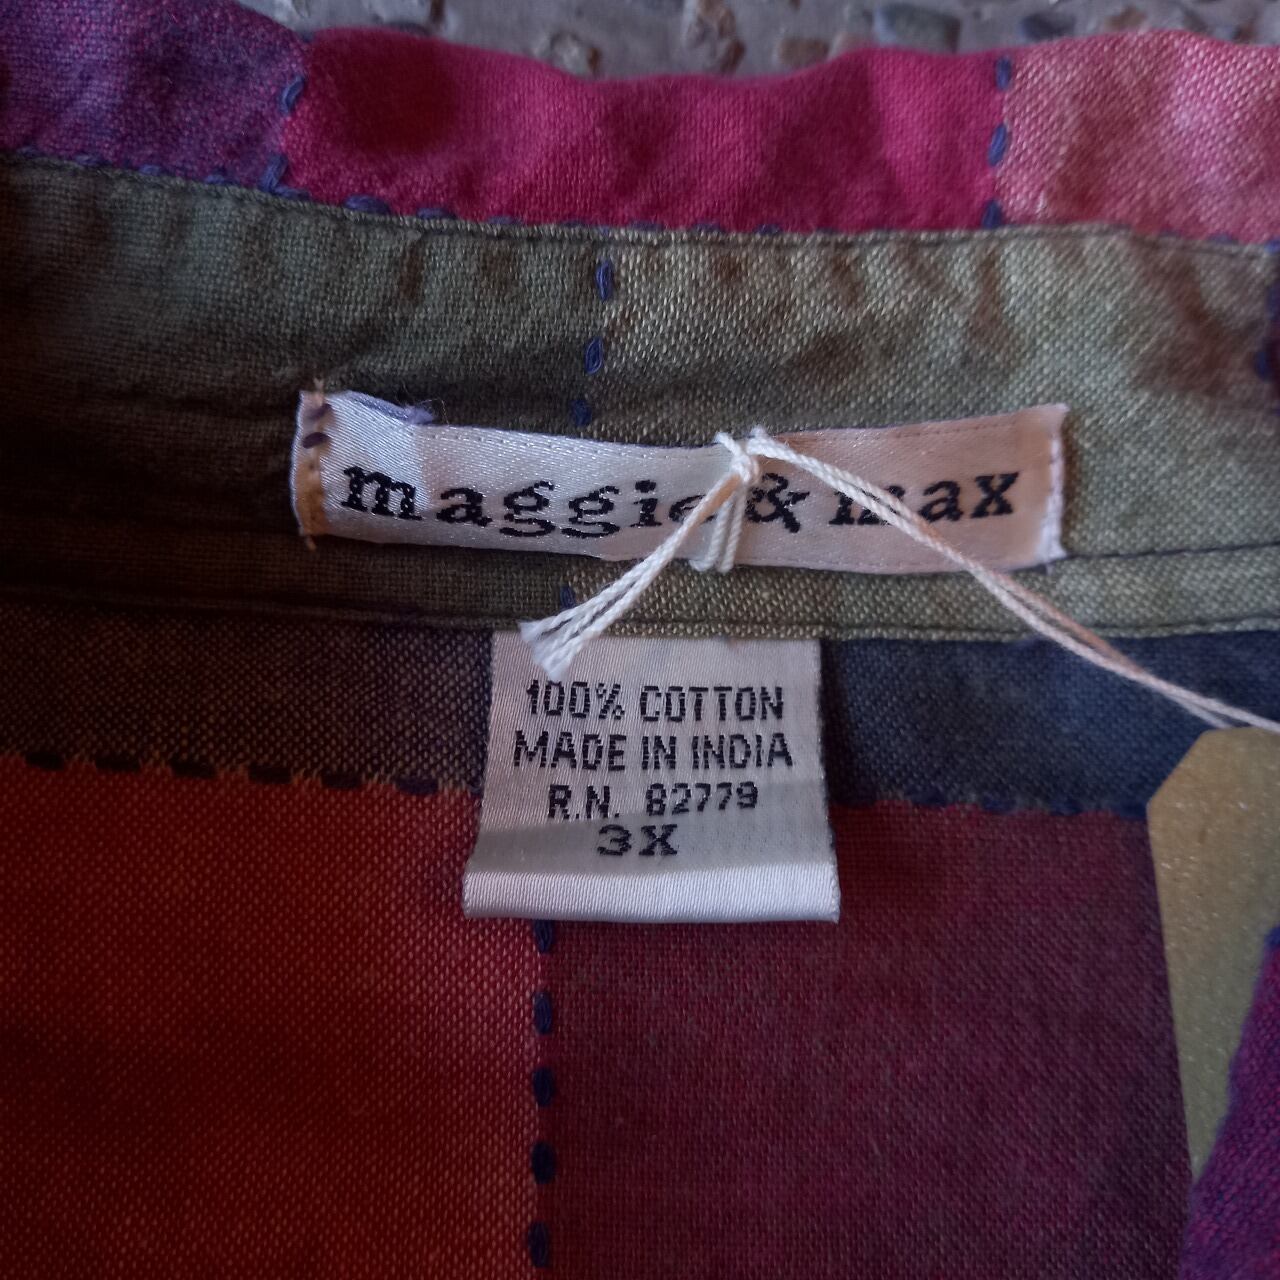 maggie & max
100% COTTON
MADE IN INDIA
R.N. 82779
3X